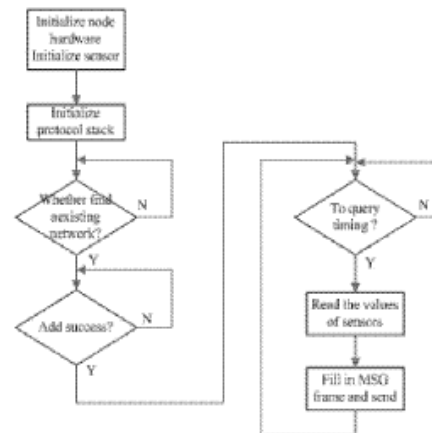 Initialize node
hardware
Initialize sensor
Initialize
protocol stack
Whether find
aexisting
network?
N
Y
Add success?
N
Y
To query
timing ?
N
Y
Read the values
of sensors
Fill in MSG
frame and send